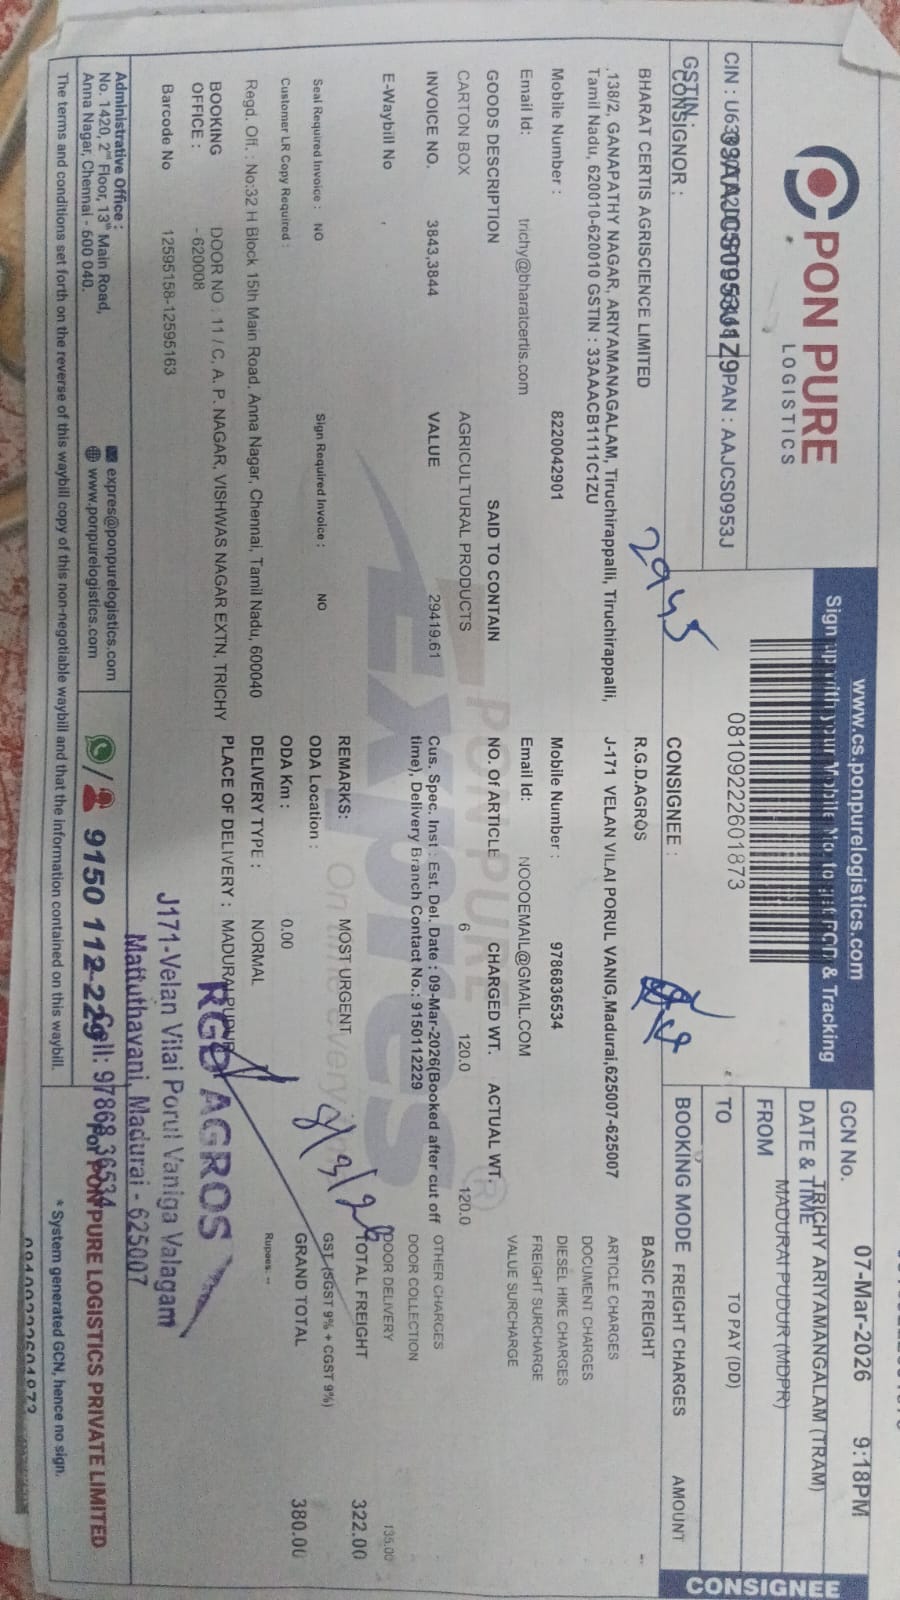 PON PURE
LOGISTICS
www.cs.ponpurelogistics.com
Sign up with your Mobile No. to get & Tracking
CIN :
PAN : AAJCS0953J
GSTIN :
08109222601873
GCN No.
DATE & TIME
07-Mar-2026 9:18PM
FROM
TRICHY ARIYAMANGALAM (TRAM)
TO
MADURAI PUDUR (MDPR)
CONSIGNOR :
BHARAT CERTIS AGRISCIENCE LIMITED
2945
.138/2, GANAPATHY NAGAR, ARIYAMANAGALAM, Tiruchirappalli, Tiruchirappalli,
Tamil Nadu, 620010-620010 GSTIN : 33AAACB1111C1ZU
Mobile Number : 8220042901
Email Id: trichy@bharatcertis.com
CONSIGNEE :
R.G.D.AGROS
J-171 VELAN VILAI PORUL VANIG,Madurai,625007-625007
Mobile Number : 9786836534
Email Id: NOOOEMAIL@GMAIL.COM
GOODS DESCRIPTION SAID TO CONTAIN NO. Of ARTICLE CHARGED WT. ACTUAL WT.
CARTON BOX AGRICULTURAL PRODUCTS 6 120.0 120.0
INVOICE NO. 3843,3844 VALUE 29419.61
Cus. Spec. Inst : Est. Del. Date : 09-Mar-2026(Booked after cut off
time), Delivery Branch Contact No.: 9150112229
E-Waybill No
REMARKS: MOST URGENT
Seal Required Invoice : NO Sign Required Invoice : NO
ODA Location :
Customer LR Copy Required :
ODA Km : 0.00
Regd. Off. : No:32 H Block 15th Main Road. Anna Nagar, Chennai, Tamil Nadu, 600040
DELIVERY TYPE : NORMAL
BOOKING OFFICE :
DOOR NO : 11 / C, A. P. NAGAR, VISHWAS NAGAR EXTN, TRICHY
- 620008
PLACE OF DELIVERY :
Barcode No 12595158-12595163
BOOKING MODE TO PAY (DD)
FREIGHT CHARGES AMOUNT
BASIC FREIGHT --
ARTICLE CHARGES
DOCUMENT CHARGES
DIESEL HIKE CHARGES
FREIGHT SURCHARGE
VALUE SURCHARGE
OTHER CHARGES
DOOR COLLECTION
DOOR DELIVERY 135.00
TOTAL FREIGHT 322.00
GST (SGST 9% + CGST 9%)
GRAND TOTAL 380.00
Rupees: --
CONSIGNEE
PON PURE
Expres
8/3/26
RGD AGROS
J171-Velan Vilai Porul Vaniga Valagam
Mattuthavani, Madurai - 625007
Cell: 97868 36534
Administrative Office :
No. 1420, 2nd Floor, 13th Main Road,
Anna Nagar, Chennai - 600 040.
expres@ponpurelogistics.com
www.ponpurelogistics.com
9150 112 229
For PON PURE LOGISTICS PRIVATE LIMITED
The terms and conditions set forth on the reverse of this waybill copy of this non-negotiable waybill and that the information contained on this waybill.
* System generated GCN, hence no sign.